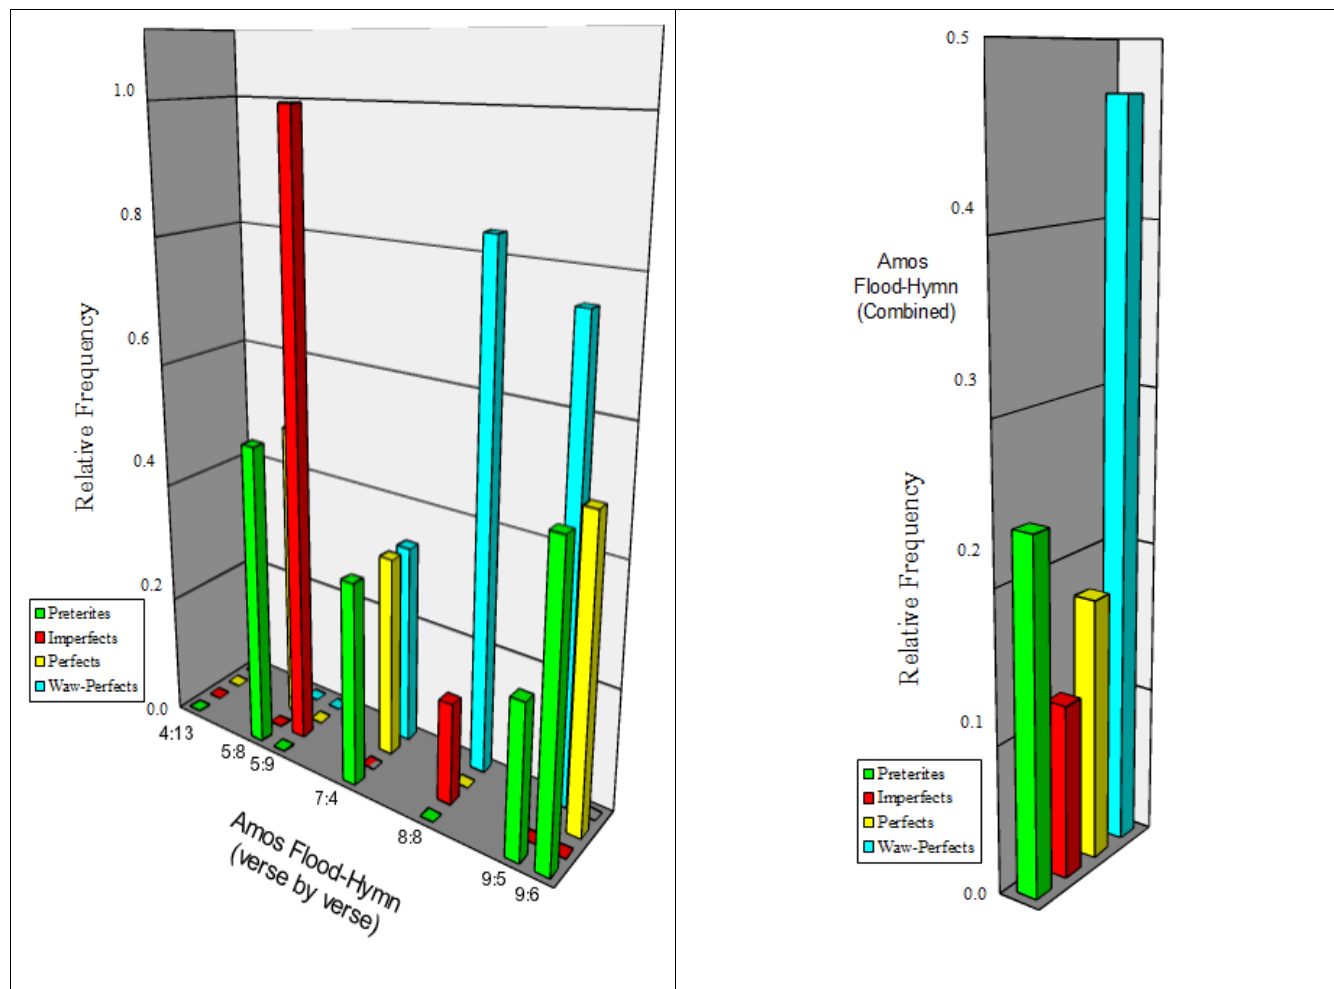 1.0
0.8
0.6
0.4
0.2
0.0
Relative Frequency
Preterites
Imperfects
Perfects
Waw-Perfects
4:13
5:8
5:9
7:4
8:8
9:5
9:6
Amos Flood-Hymn
(verse by verse)
0.5
0.4
0.3
0.2
0.1
0.0
Amos
Flood-Hymn
(Combined)
Relative Frequency
Preterites
Imperfects
Perfects
Waw-Perfects